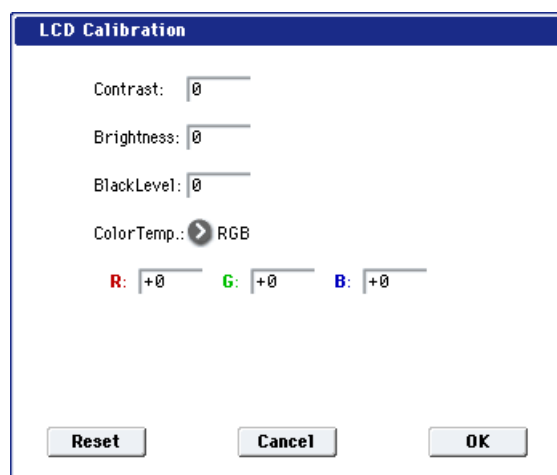 LCD Calibration
Contrast: 0
Brightness: 0
BlackLevel: 0
ColorTemp.: RGB
R: +0 G: +0 B: +0
Reset Cancel OK